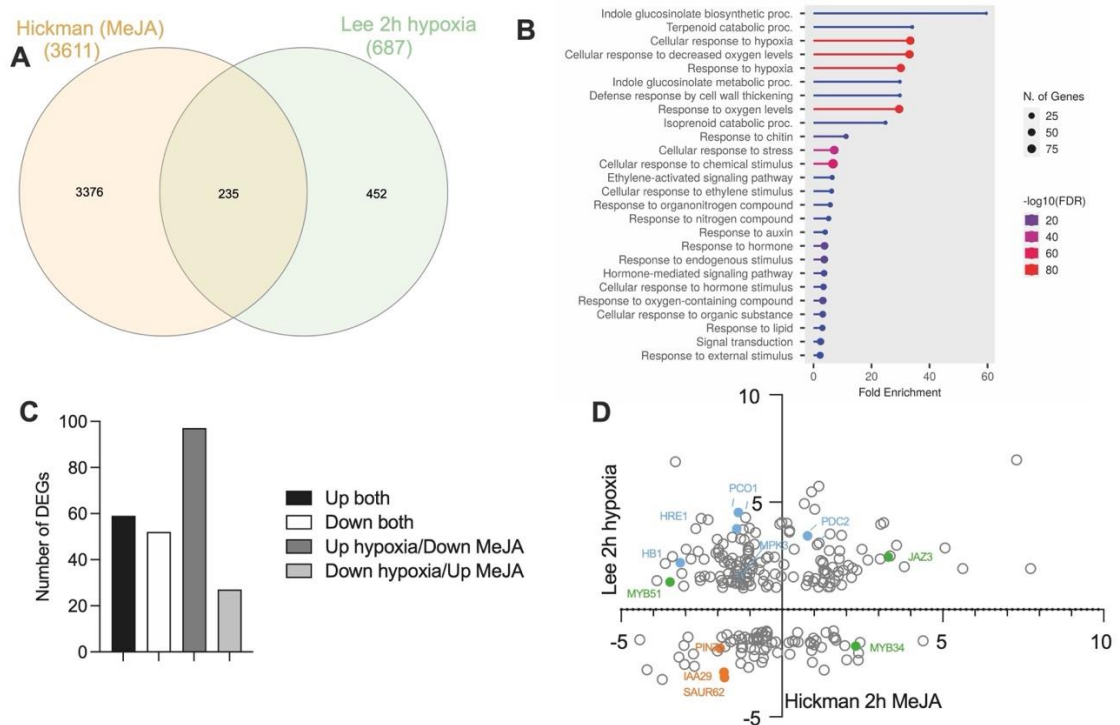 A
Hickman (MeJA)
(3611)
Lee 2h hypoxia
(687)
3376
235
452
B
Indole glucosinolate biosynthetic proc.
Terpenoid catabolic proc.
Cellular response to hypoxia
Cellular response to decreased oxygen levels
Response to hypoxia
Indole glucosinolate metabolic proc.
Defense response by cell wall thickening
Response to oxygen levels
Isoprenoid catabolic proc.
Response to chitin
Cellular response to stress
Cellular response to chemical stimulus
Ethylene-activated signaling pathway
Cellular response to ethylene stimulus
Response to organonitrogen compound
Response to nitrogen compound
Response to auxin
Response to hormone
Response to endogenous stimulus
Hormone-mediated signaling pathway
Cellular response to hormone stimulus
Response to oxygen-containing compound
Cellular response to organic substance
Response to lipid
Signal transduction
Response to external stimulus
0 20 40 60
Fold Enrichment
N. of Genes
25
50
75
-log10(FDR)
20
40
60
80
C
Number of DEGs
100
80
60
40
20
0
Up both
Down both
Up hypoxia/Down MeJA
Down hypoxia/Up MeJA
D
Lee 2h hypoxia
10
5
-5
-5 5 10
PCO1
HRE1
PDC2
MPK3
HB1
JAZ3
MYB51
MYB34
IAA29
SAUR62
Hickman 2h MeJA